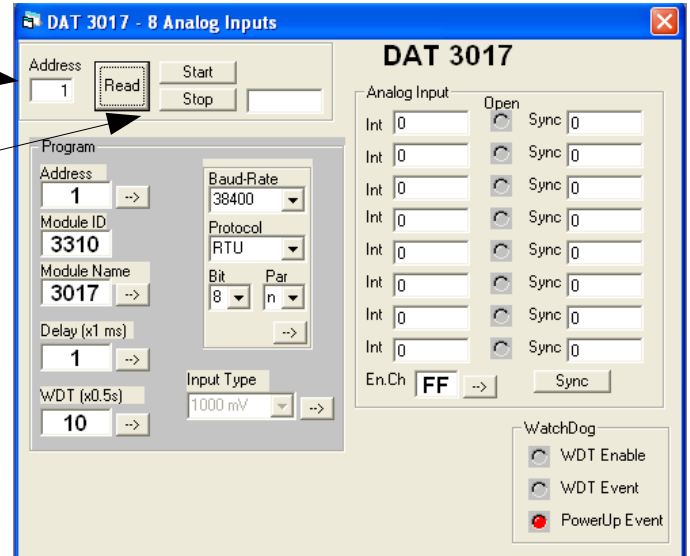 DAT 3017 - 8 Analog Inputs
DAT 3017
Address
1
Read
Start
Stop
Program
Address
1
-->
Module ID
3310
Module Name
3017
-->
Delay (x1 ms)
1
-->
WDT (x0.5s)
10
-->
Baud-Rate
38400
Protocol
RTU
Bit
Par
8
n
-->
Input Type
1000 mV
-->
Analog Input
Open
Int 0 Sync 0
Int 0 Sync 0
Int 0 Sync 0
Int 0 Sync 0
Int 0 Sync 0
Int 0 Sync 0
Int 0 Sync 0
Int 0 Sync 0
En.Ch FF --> Sync
WatchDog
WDT Enable
WDT Event
PowerUp Event